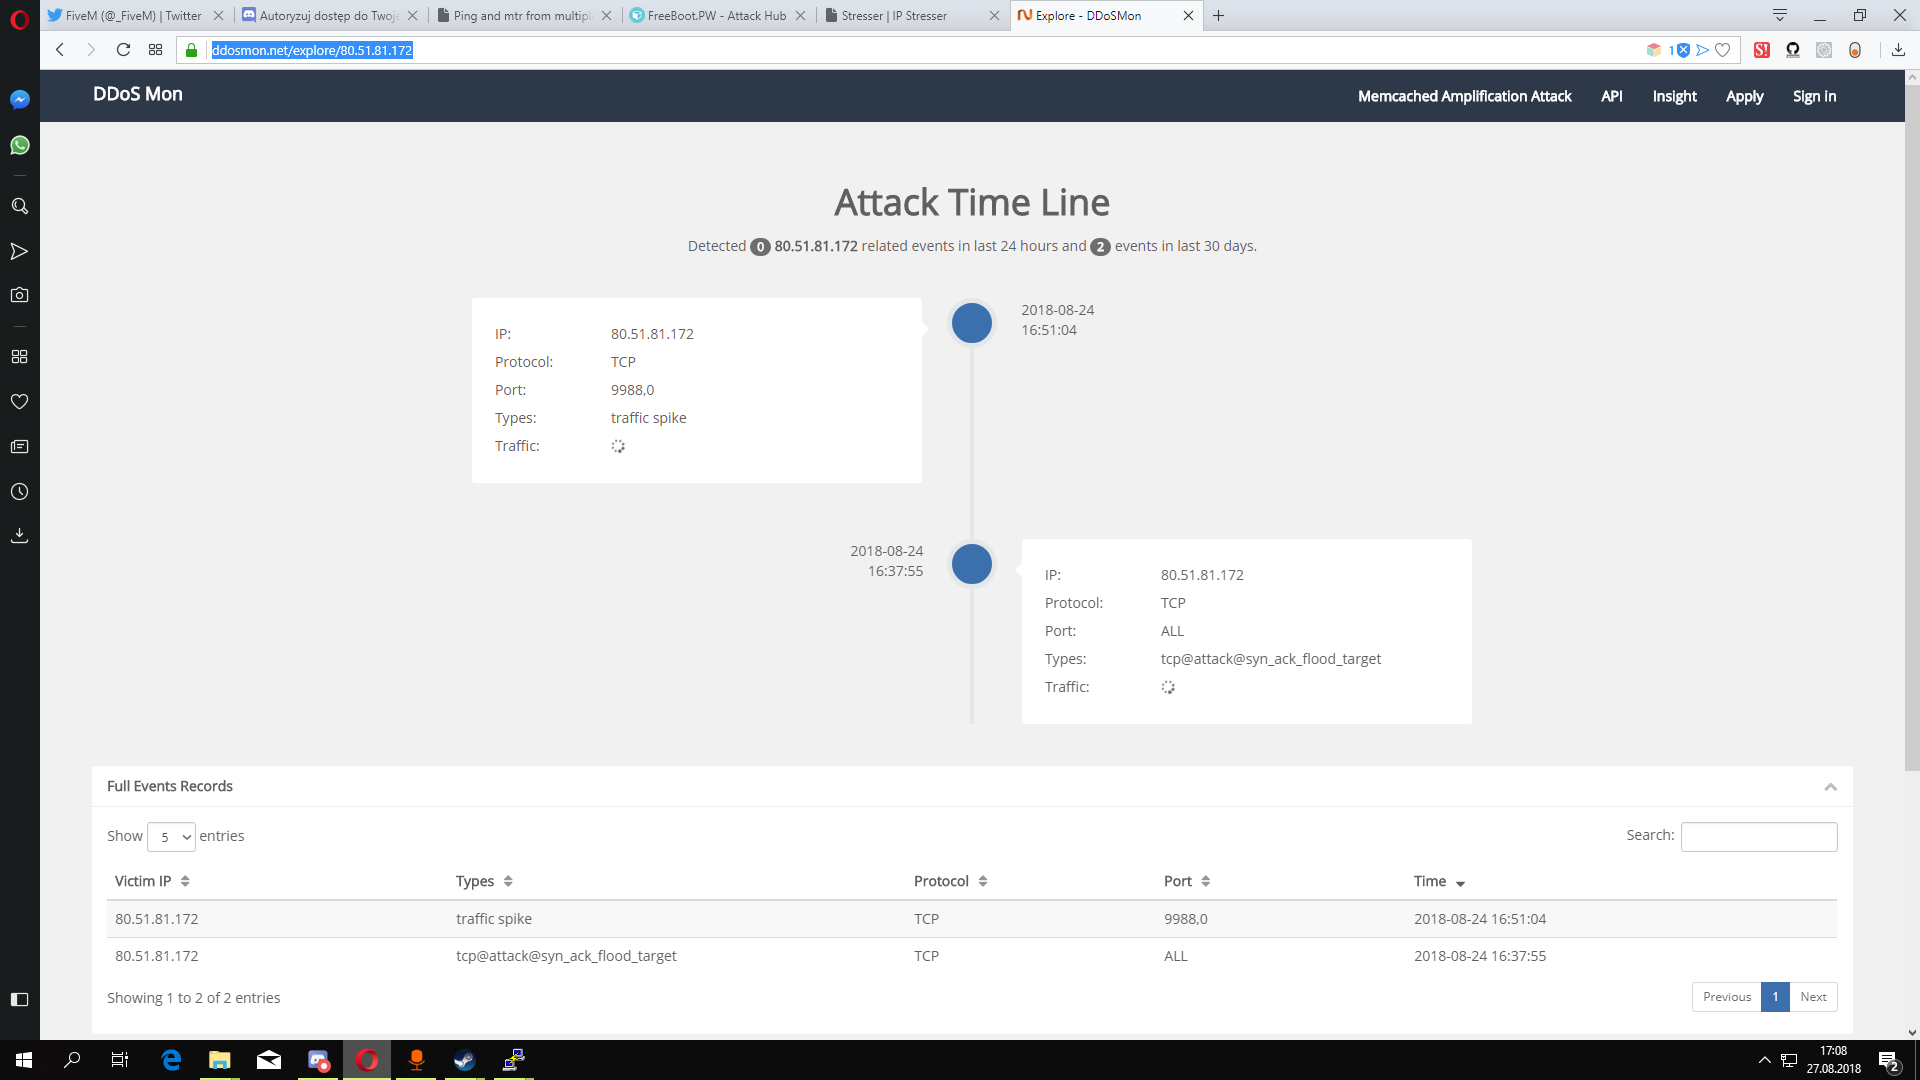 FiveM (@_FiveM) | Twitter
Autoryzuj dostęp do Twoje
Ping and mtr from multiple
FreeBoot.PW - Attack Hub
Stresser | IP Stresser
Explore - DDoSMon
ddosmon.net/explore/80.51.81.172
1
DDoS Mon
Memcached Amplification Attack
API
Insight
Apply
Sign in
Attack Time Line
Detected 0 80.51.81.172 related events in last 24 hours and 2 events in last 30 days.
IP: 80.51.81.172
Protocol: TCP
Port: 9988,0
Types: traffic spike
Traffic:
2018-08-24
16:51:04
2018-08-24
16:37:55
IP: 80.51.81.172
Protocol: TCP
Port: ALL
Types: tcp@attack@syn_ack_flood_target
Traffic:
Full Events Records
Show 5 entries
Search:
Victim IP Types Protocol Port Time
80.51.81.172 traffic spike TCP 9988,0 2018-08-24 16:51:04
80.51.81.172 tcp@attack@syn_ack_flood_target TCP ALL 2018-08-24 16:37:55
Showing 1 to 2 of 2 entries
Previous 1 Next
17:08
27.08.2018
2